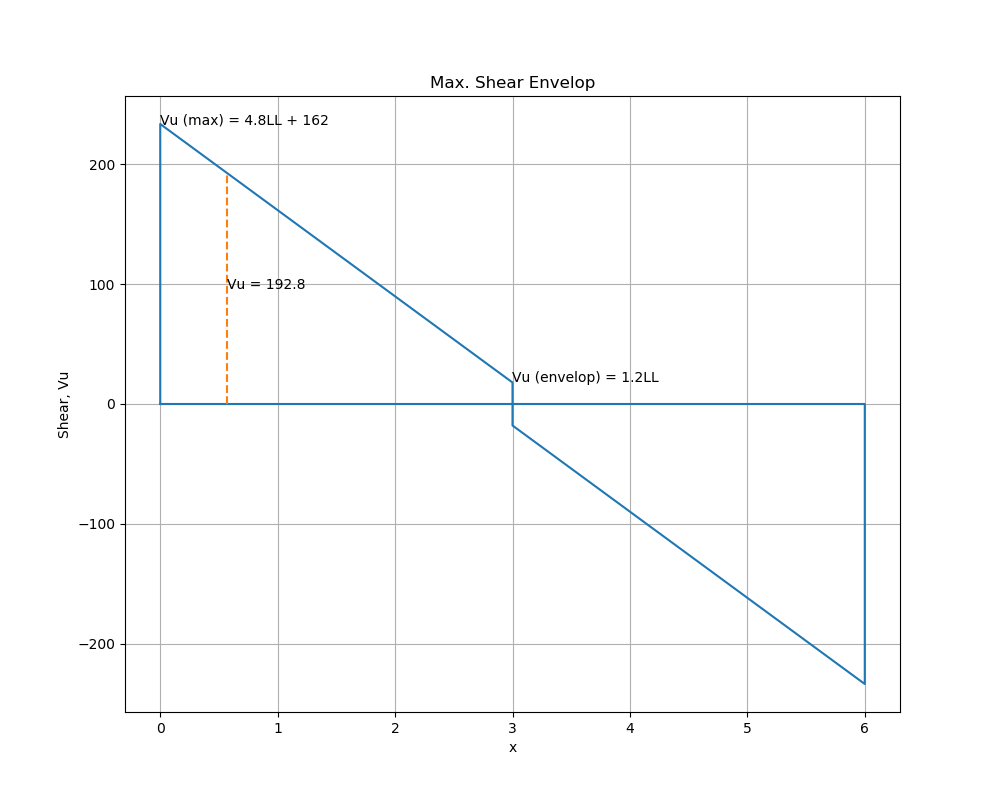 Max. Shear Envelop
Vu (max) = 4.8LL + 162
Vu = 192.8
Vu (envelop) = 1.2LL
Shear, Vu
200
100
0
−100
−200
0 1 2 3 4 5 6
x